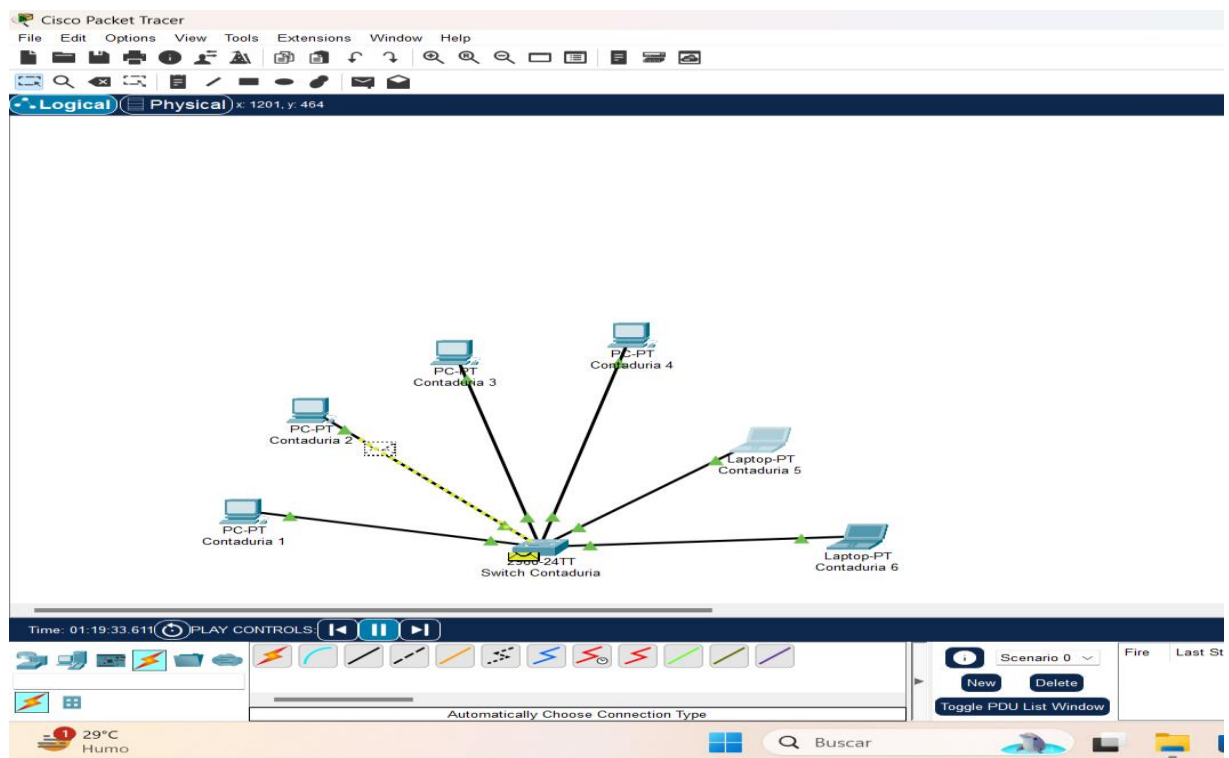 Cisco Packet Tracer
File Edit Options View Tools Extensions Window Help
Logical Physical x: 1201, y: 464
PC-PT
Contaduria 4
PC-PT
Contaduria 3
PC-PT
Contaduria 2
Laptop-PT
Contaduria 5
PC-PT
Contaduria 1
Laptop-PT
Contaduria 6
2960-24TT
Switch Contaduria
Time: 01:19:33.611 PLAY CONTROLS:
Scenario 0
Fire Last St
New Delete
Toggle PDU List Window
Automatically Choose Connection Type
1
29°C
Humo
Buscar